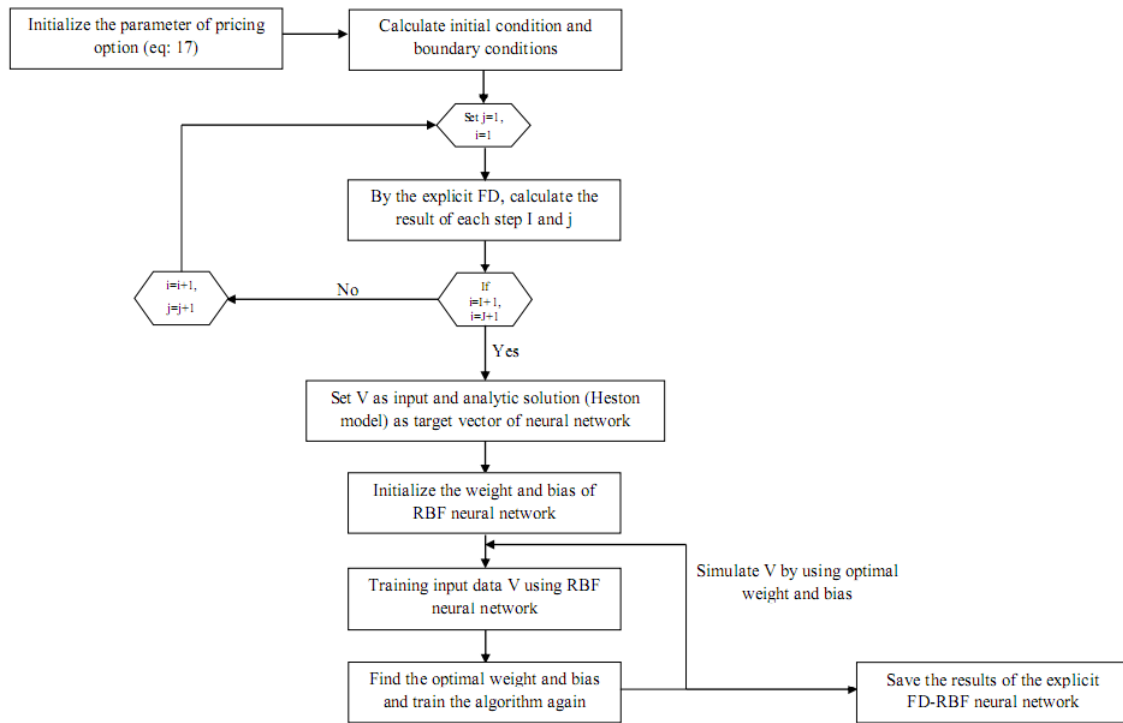 Initialize the parameter of pricing
option (eq: 17)
Calculate initial condition and
boundary conditions
Set j=1,
i=1
By the explicit FD, calculate the
result of each step I and j
i=i+1,
j=j+1
No
If
i=I+1,
i=J+1
Yes
Set V as input and analytic solution (Heston
model) as target vector of neural network
Initialize the weight and bias of
RBF neural network
Training input data V using RBF
neural network
Simulate V by using optimal
weight and bias
Find the optimal weight and bias
and train the algorithm again
Save the results of the explicit
FD-RBF neural network